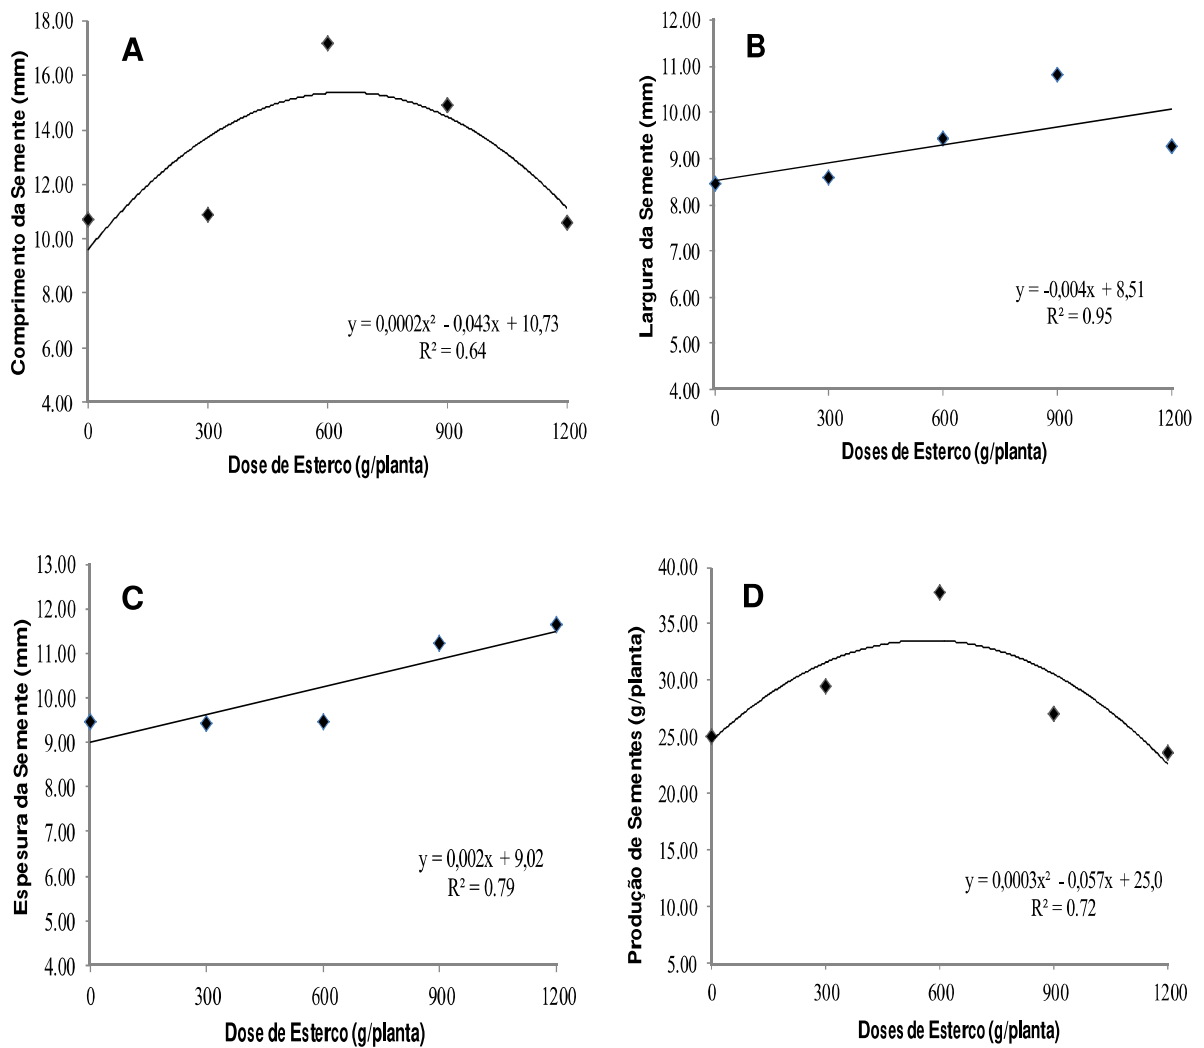 A
Comprimento da Semente (mm)
18.00
16.00
14.00
12.00
10.00
8.00
6.00
4.00
y = 0,0002x² - 0,043x + 10,73
R² = 0.64
0 300 600 900 1200
Dose de Esterco (g/planta)
B
Largura da Semente (mm)
12.00
11.00
10.00
9.00
8.00
7.00
6.00
5.00
4.00
y = -0,004x + 8,51
R² = 0.95
0 300 600 900 1200
Doses de Esterco (g/planta)
C
Espesura da Semente (mm)
13.00
12.00
11.00
10.00
9.00
8.00
7.00
6.00
5.00
4.00
y = 0,002x + 9,02
R² = 0.79
0 300 600 900 1200
Dose de Esterco (g/planta)
D
Produção de Sementes (g/planta)
40.00
35.00
30.00
25.00
20.00
15.00
10.00
5.00
y = 0,0003x² - 0,057x + 25,0
R² = 0.72
0 300 600 900 1200
Doses de Esterco (g/planta)